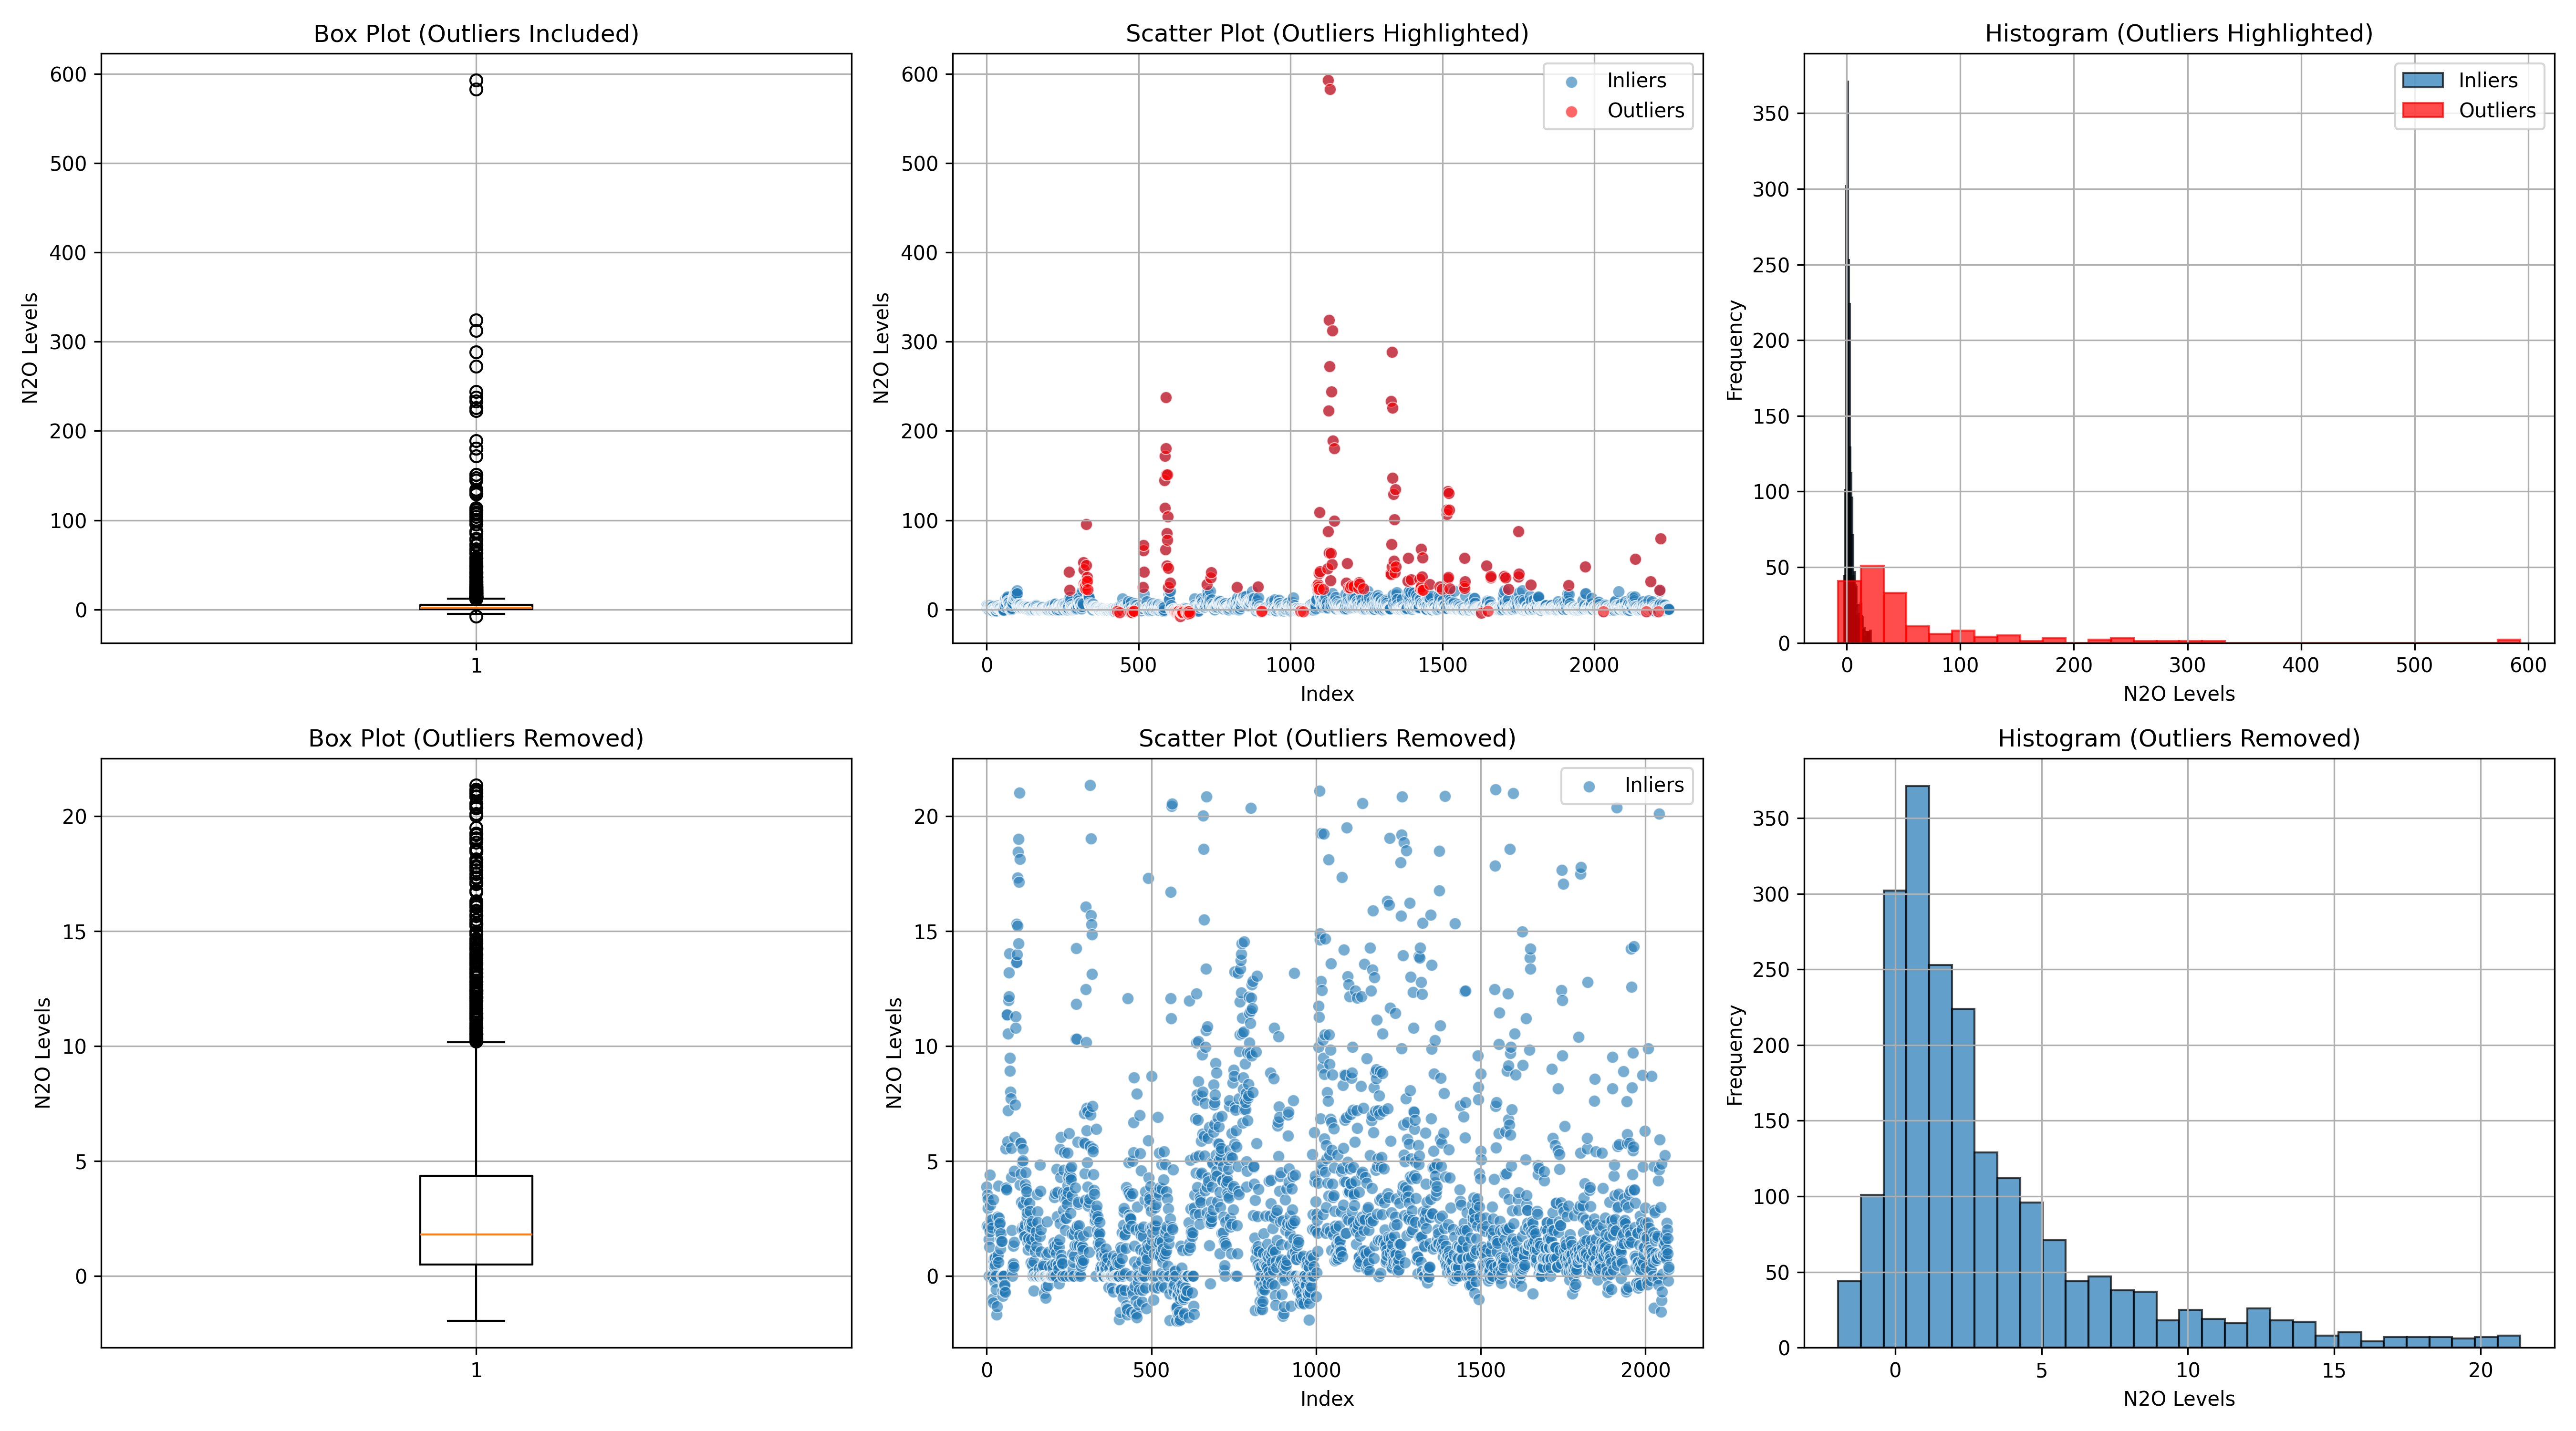 Box Plot (Outliers Included)
N2O Levels
600
500
400
300
200
100
0
1
Scatter Plot (Outliers Highlighted)
N2O Levels
600
500
400
300
200
100
0
Inliers
Outliers
0 500 1000 1500 2000
Index
Histogram (Outliers Highlighted)
Frequency
350
300
250
200
150
100
50
0
Inliers
Outliers
0 100 200 300 400 500 600
N2O Levels
Box Plot (Outliers Removed)
N2O Levels
20
15
10
5
0
1
Scatter Plot (Outliers Removed)
N2O Levels
20
15
10
5
0
Inliers
0 500 1000 1500 2000
Index
Histogram (Outliers Removed)
Frequency
350
300
250
200
150
100
50
0
0 5 10 15 20
N2O Levels